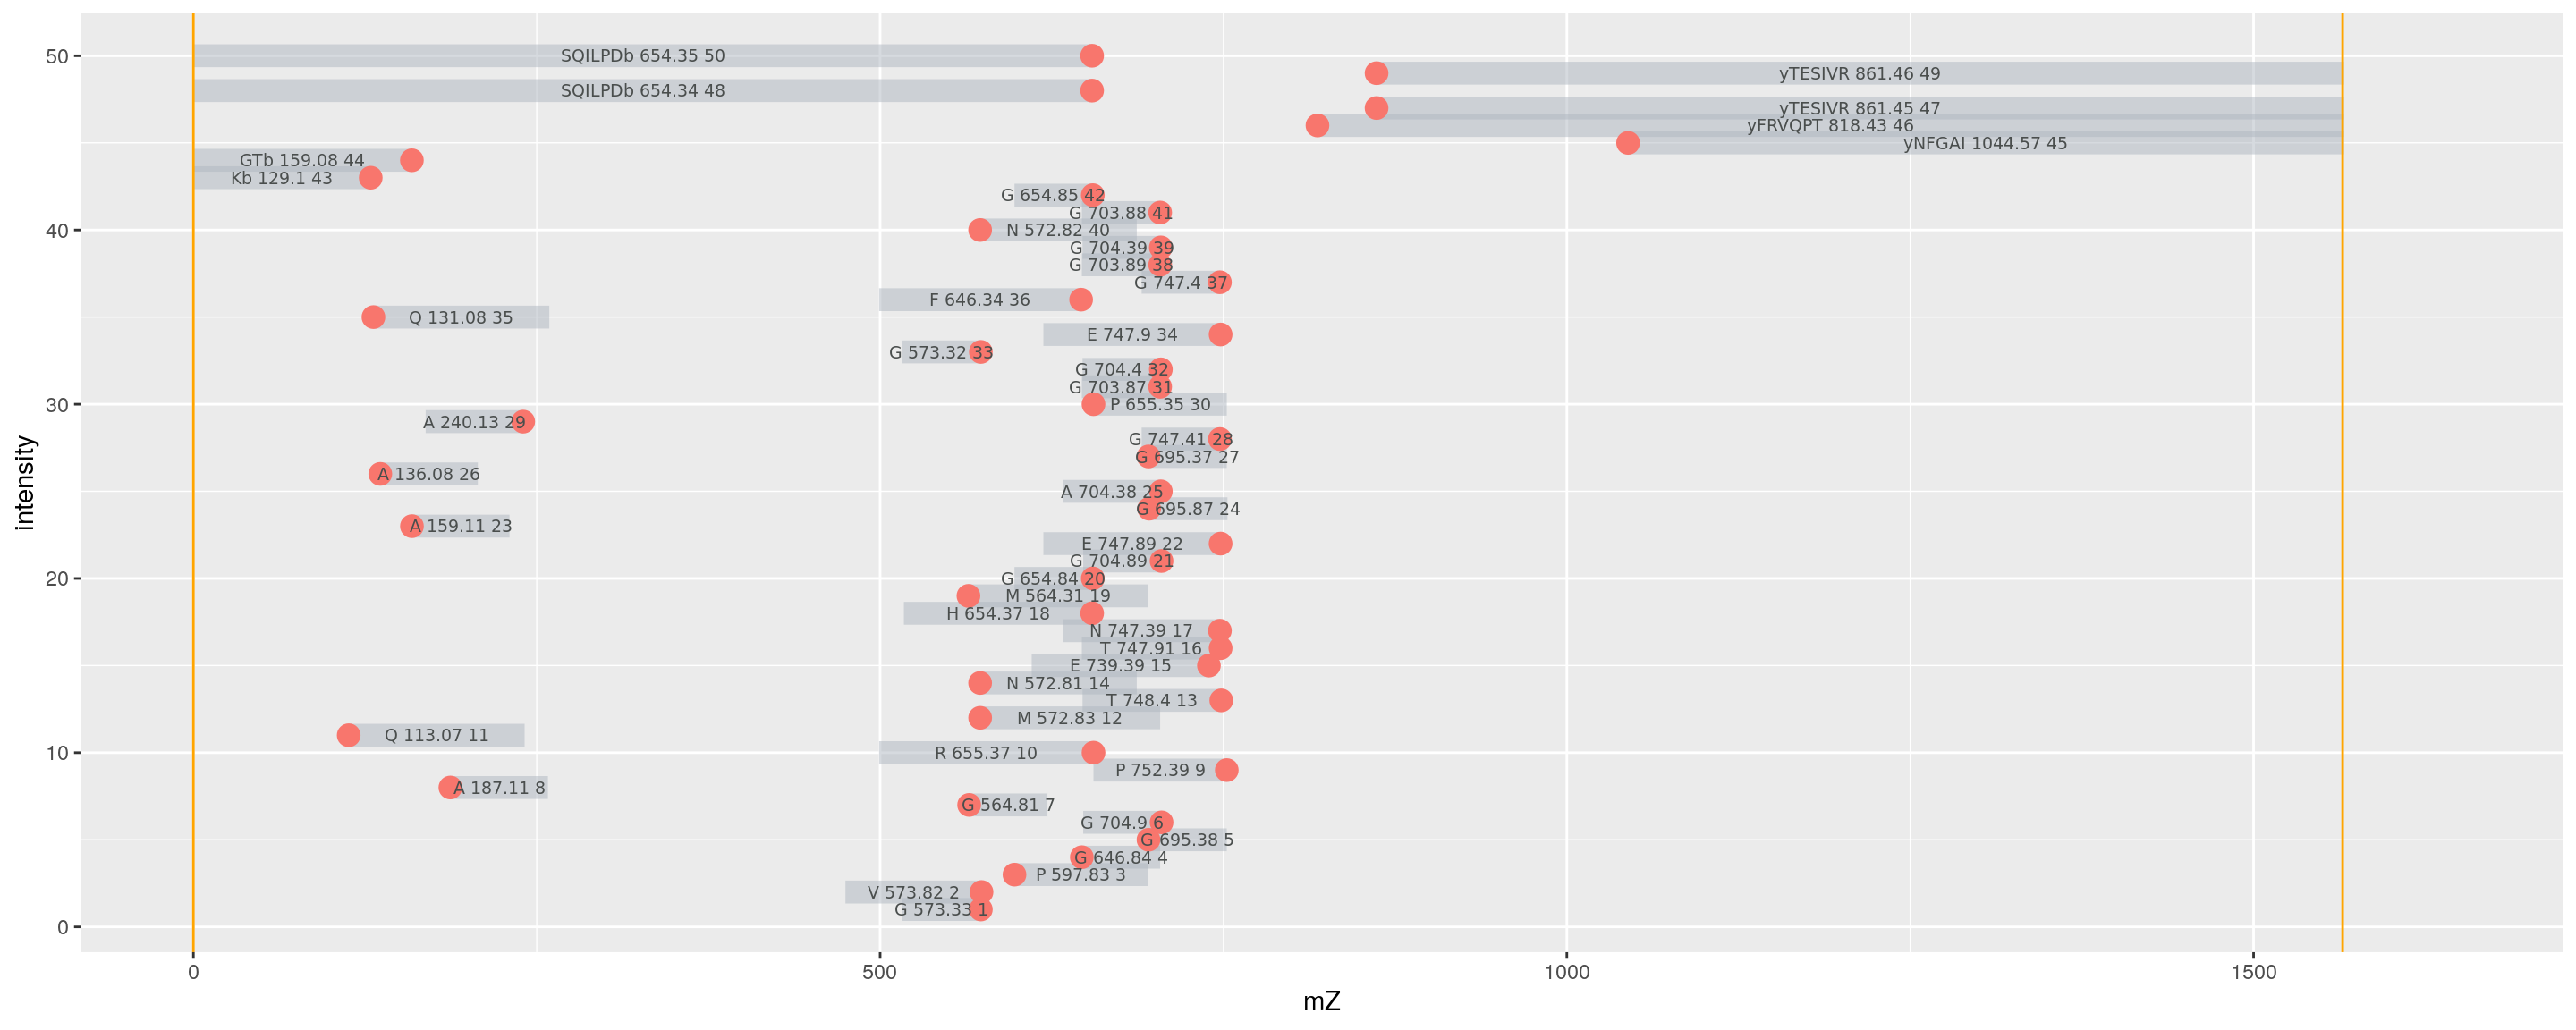 50
40
30
20
10
0
intensity
SQILPDb 654.35 50
yTESIVR 861.46 49
SQILPDb 654.34 48
yTESIVR 861.45 47
yFRVQPT 818.43 46
yNFGAI 1044.57 45
GTb 159.08 44
Kb 129.1 43
G 654.85 42
G 703.88 41
N 572.82 40
G 704.39 39
G 703.89 38
G 747.4 37
F 646.34 36
Q 131.08 35
E 747.9 34
G 573.32 33
G 704.4 32
G 703.87 31
P 655.35 30
A 240.13 29
G 747.41 28
G 695.37 27
A 136.08 26
A 704.38 25
G 695.87 24
A 159.11 23
E 747.89 22
G 704.89 21
G 654.84 20
M 564.31 19
H 654.37 18
N 747.39 17
T 747.91 16
E 739.39 15
N 572.81 14
T 748.4 13
M 572.83 12
Q 113.07 11
R 655.37 10
P 752.39 9
A 187.11 8
G 564.81 7
G 704.9 6
G 695.38 5
G 646.84 4
P 597.83 3
V 573.82 2
G 573.33 1
0 500 1000 1500
mZ